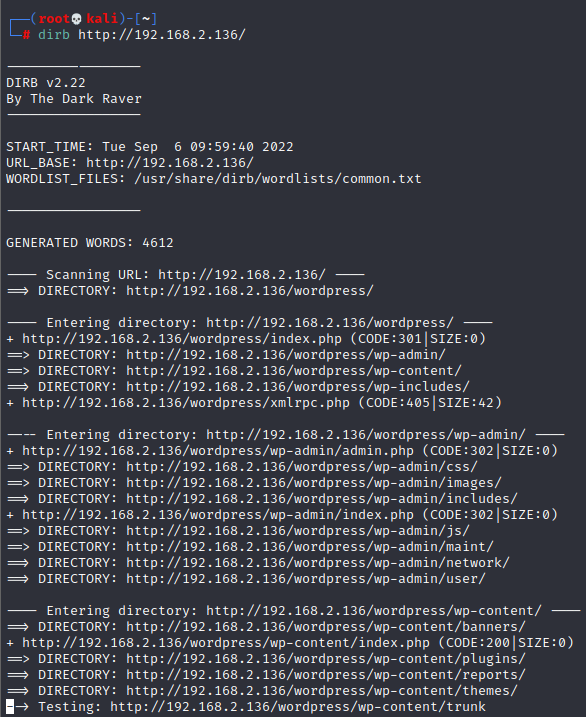 ┌──(root💀kali)-[~]
└─# dirb http://192.168.2.136/
-----------------
DIRB v2.22
By The Dark Raver
-----------------
START_TIME: Tue Sep  6 09:59:40 2022
URL_BASE: http://192.168.2.136/
WORDLIST_FILES: /usr/share/dirb/wordlists/common.txt
-----------------
GENERATED WORDS: 4612
---- Scanning URL: http://192.168.2.136/ ----
==> DIRECTORY: http://192.168.2.136/wordpress/
---- Entering directory: http://192.168.2.136/wordpress/ ----
+ http://192.168.2.136/wordpress/index.php (CODE:301|SIZE:0)
==> DIRECTORY: http://192.168.2.136/wordpress/wp-admin/
==> DIRECTORY: http://192.168.2.136/wordpress/wp-content/
==> DIRECTORY: http://192.168.2.136/wordpress/wp-includes/
+ http://192.168.2.136/wordpress/xmlrpc.php (CODE:405|SIZE:42)
---- Entering directory: http://192.168.2.136/wordpress/wp-admin/ ----
+ http://192.168.2.136/wordpress/wp-admin/admin.php (CODE:302|SIZE:0)
==> DIRECTORY: http://192.168.2.136/wordpress/wp-admin/css/
==> DIRECTORY: http://192.168.2.136/wordpress/wp-admin/images/
==> DIRECTORY: http://192.168.2.136/wordpress/wp-admin/includes/
+ http://192.168.2.136/wordpress/wp-admin/index.php (CODE:302|SIZE:0)
==> DIRECTORY: http://192.168.2.136/wordpress/wp-admin/js/
==> DIRECTORY: http://192.168.2.136/wordpress/wp-admin/maint/
==> DIRECTORY: http://192.168.2.136/wordpress/wp-admin/network/
==> DIRECTORY: http://192.168.2.136/wordpress/wp-admin/user/
---- Entering directory: http://192.168.2.136/wordpress/wp-content/ ----
==> DIRECTORY: http://192.168.2.136/wordpress/wp-content/banners/
+ http://192.168.2.136/wordpress/wp-content/index.php (CODE:200|SIZE:0)
==> DIRECTORY: http://192.168.2.136/wordpress/wp-content/plugins/
==> DIRECTORY: http://192.168.2.136/wordpress/wp-content/reports/
==> DIRECTORY: http://192.168.2.136/wordpress/wp-content/themes/
--> Testing: http://192.168.2.136/wordpress/wp-content/trunk